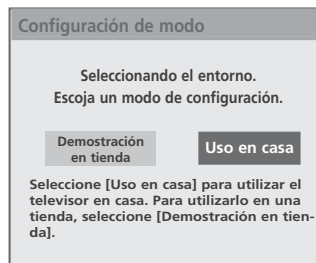 Configuración de modo
Seleccionando el entorno.
Escoja un modo de configuración.
Demostración
en tienda
Uso en casa
Seleccione [Uso en casa] para utilizar el
televisor en casa. Para utilizarlo en una
tienda, seleccione [Demostración en tien-
da].